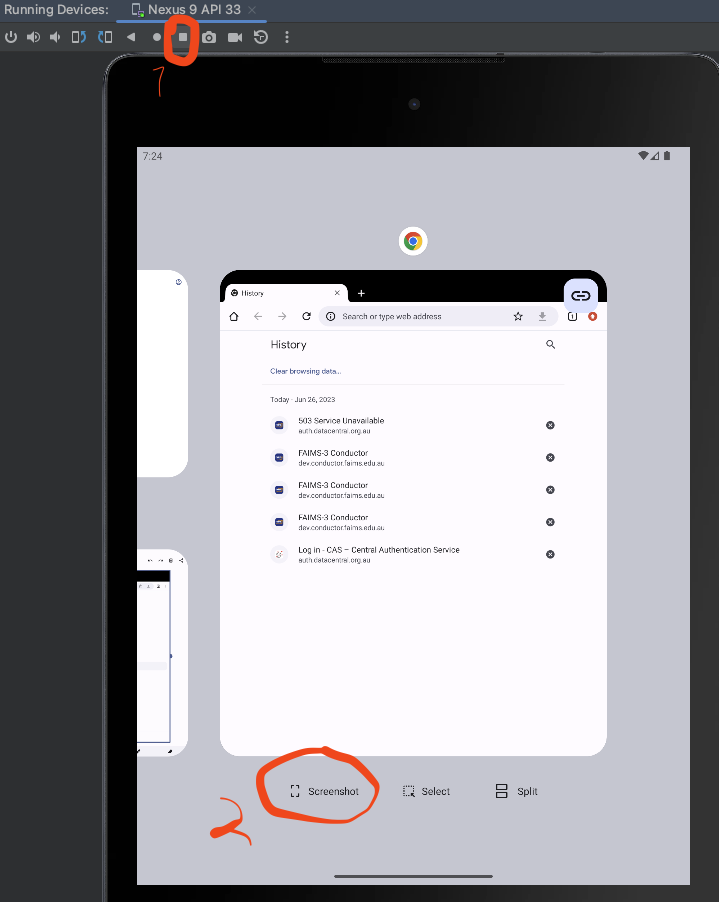 Running Devices: Nexus 9 API 33
1
7:24
History
Search or type web address
1
History
Clear browsing data...
Today - Jun 26, 2023
503 Service Unavailable
auth.datacentral.org.au
FAIMS-3 Conductor
dev.conductor.faims.edu.au
FAIMS-3 Conductor
dev.conductor.faims.edu.au
FAIMS-3 Conductor
dev.conductor.faims.edu.au
Log in - CAS – Central Authentication Service
auth.datacentral.org.au
Screenshot
Select
Split
2